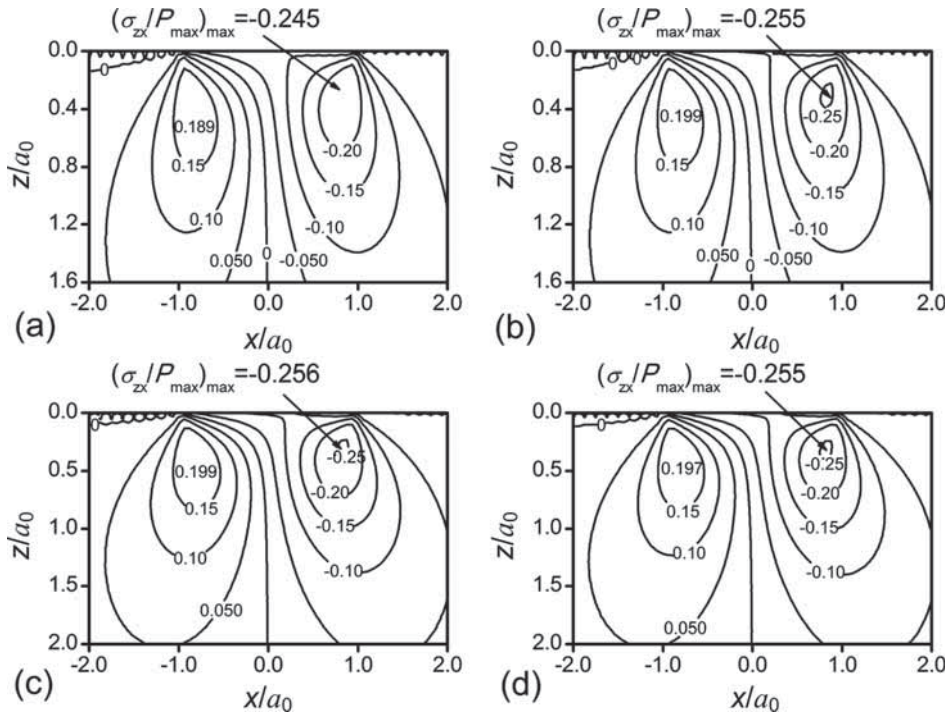 (σzx/Pmax)max=-0.245
0.0
0.4
0.8
1.2
1.6
z/a0
0
0.189
0.15
0.10
0.050
0
-0.050
-0.10
-0.15
-0.20
-2.0 -1.0 0.0 1.0 2.0
(a)
x/a0
(σzx/Pmax)max=-0.255
0.0
0.4
0.8
1.2
1.6
z/a0
0 0
0.199
0.15
0.10
0.050
0
-0.050
-0.10
-0.15
-0.20
-0.25
-2.0 -1.0 0.0 1.0 2.0
(b)
x/a0
(σzx/Pmax)max=-0.256
0.0
0.5
1.0
1.5
2.0
z/a0
0
0.199
0.15
0.10
0.050
-0.10
-0.15
-0.20
-0.25
-2.0 -1.0 0.0 1.0 2.0
(c)
x/a0
(σzx/Pmax)max=-0.255
0.0
0.5
1.0
1.5
2.0
z/a0
0
0.197
0.15
0.10
0.050
-0.10
-0.15
-0.20
-0.25
-2.0 -1.0 0.0 1.0 2.0
(d)
x/a0